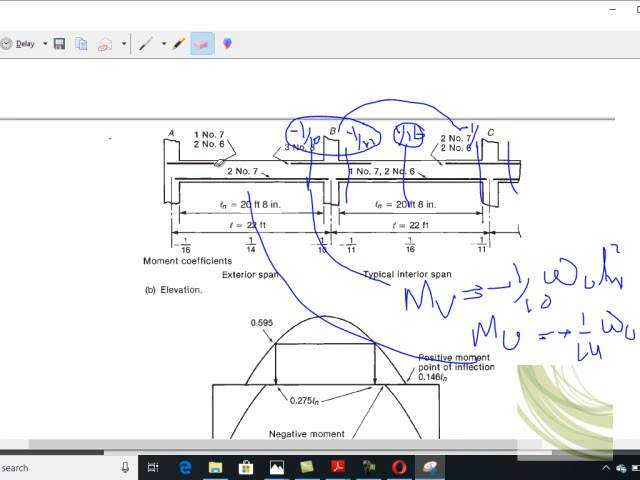 Delay
A
1 No. 7
2 No. 6
B
2 No. 7
2 No. 6
C
-1/10
3 No. 8
2 No. 7
1 No. 7, 2 No. 6
ℓn = 20 ft 8 in.
ℓn = 20 ft 8 in.
ℓ = 22 ft
ℓ = 22 ft
-1/16
1/14
-1/10
-1/11
1/16
-1/11
Moment coefficients
Exterior span
Typical interior span
(b) Elevation.
Mu = -1/10 wu ln²
Mu = + 1/14 wu
0.595
Positive moment
point of inflection
0.146ℓn
0.275ℓn
Negative moment
search